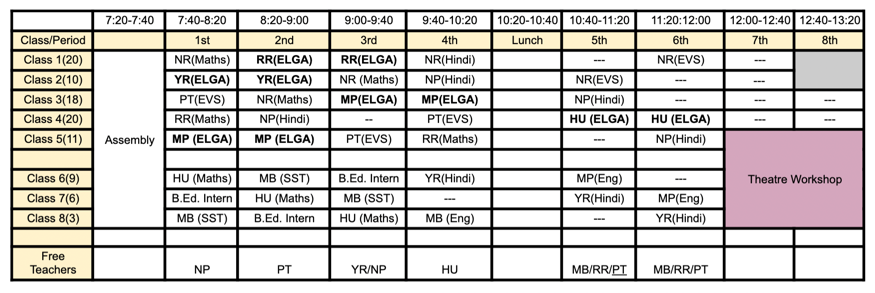 7:20-7:40 7:40-8:20 8:20-9:00 9:00-9:40 9:40-10:20 10:20-10:40 10:40-11:20 11:20:12:00 12:00-12:40 12:40-13:20
Class/Period 1st 2nd 3rd 4th Lunch 5th 6th 7th 8th
Class 1(20) NR(Maths) RR(ELGA) RR(ELGA) NR(Hindi) --- NR(EVS) ---
Class 2(10) YR(ELGA) YR(ELGA) NR (Maths) NP(Hindi) NR(EVS) --- ---
Class 3(18) PT(EVS) NR(Maths) MP(ELGA) MP(ELGA) NP(Hindi) --- --- ---
Class 4(20) RR(Maths) NP(Hindi) -- PT(EVS) HU (ELGA) HU (ELGA) --- ---
Assembly
Class 5(11) MP (ELGA) MP (ELGA) PT(EVS) RR(Maths) --- NP(Hindi)
Class 6(9) HU (Maths) MB (SST) B.Ed. Intern YR(Hindi) MP(Eng) ---
Theatre Workshop
Class 7(6) B.Ed. Intern HU (Maths) MB (SST) --- YR(Hindi) MP(Eng)
Class 8(3) MB (SST) B.Ed. Intern HU (Maths) MB (Eng) --- YR(Hindi)
Free
Teachers NP PT YR/NP HU MB/RR/PT MB/RR/PT